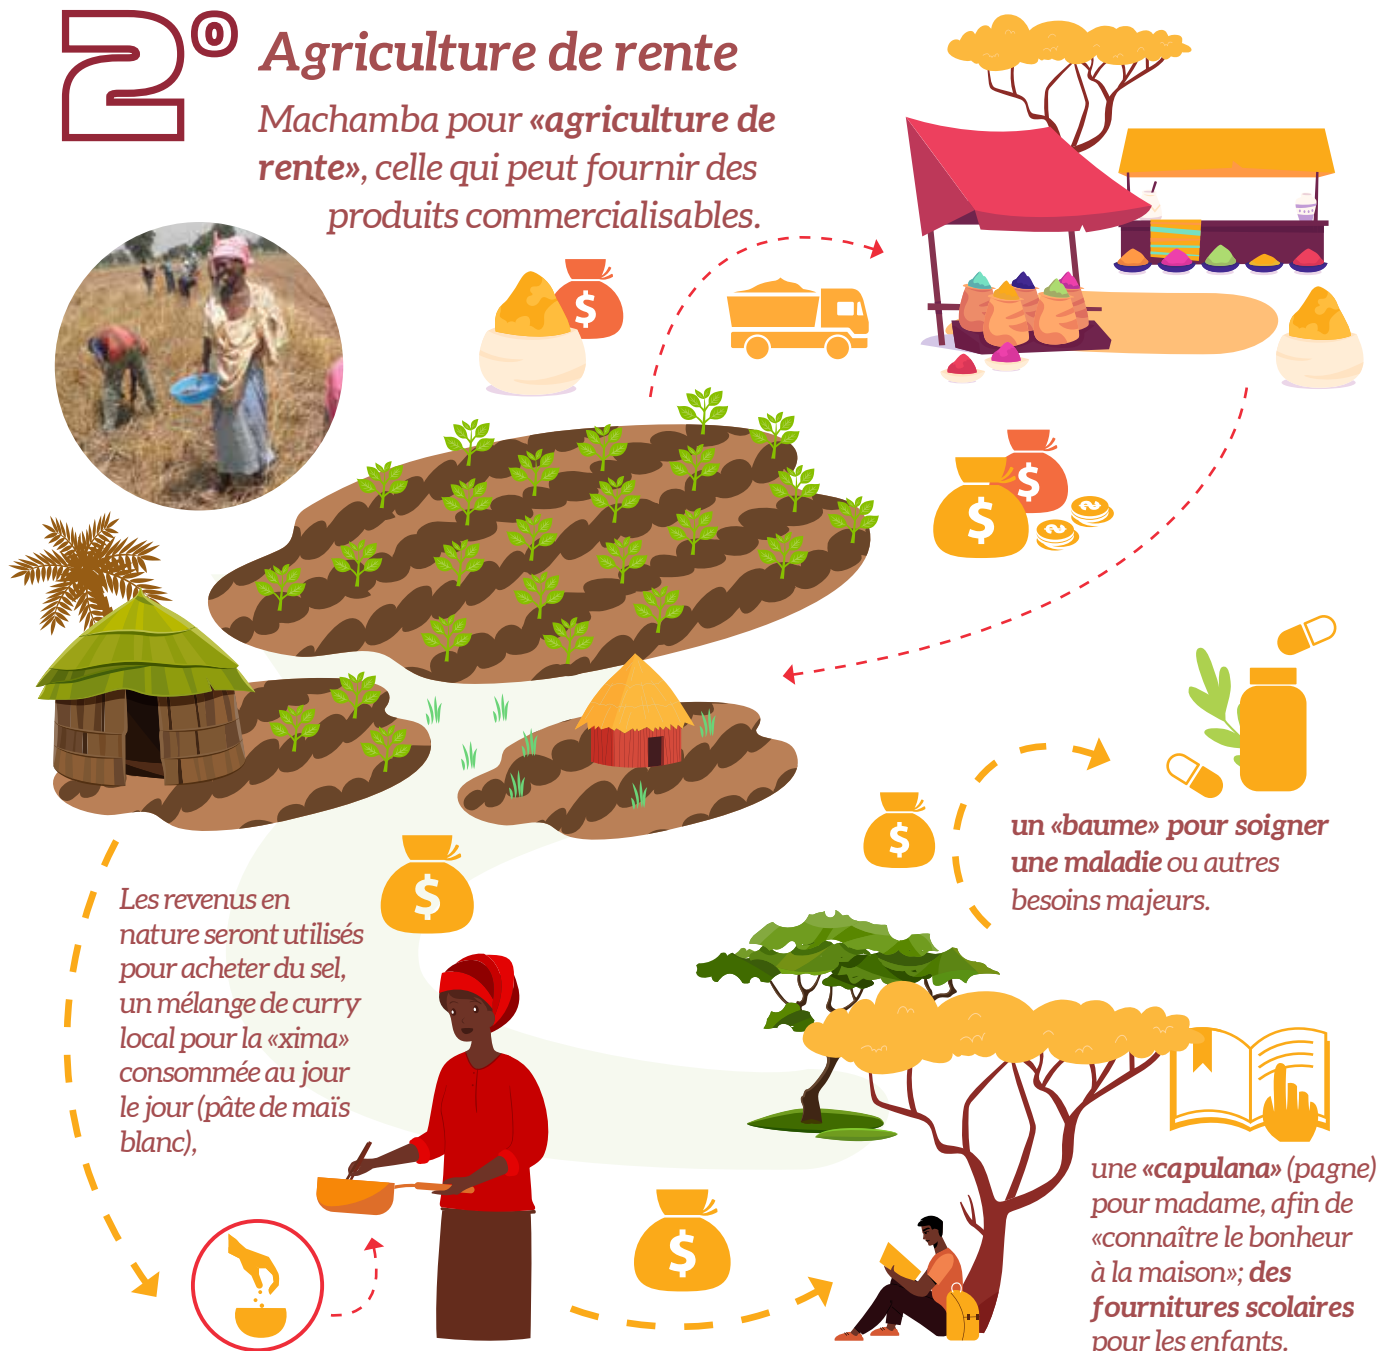 2º
Agriculture de rente
Machamba pour «agriculture de
rente», celle qui peut fournir des
produits commercialisables.
$
$
$
$
un «baume» pour soigner
une maladie ou autres
besoins majeurs.
$
Les revenus en
nature seront utilisés
pour acheter du sel,
un mélange de curry
local pour la «xima»
consommée au jour
le jour (pâte de maïs
blanc),
$
une «capulana» (pagne)
pour madame, afin de
«connaître le bonheur
à la maison»; des
fournitures scolaires
pour les enfants.